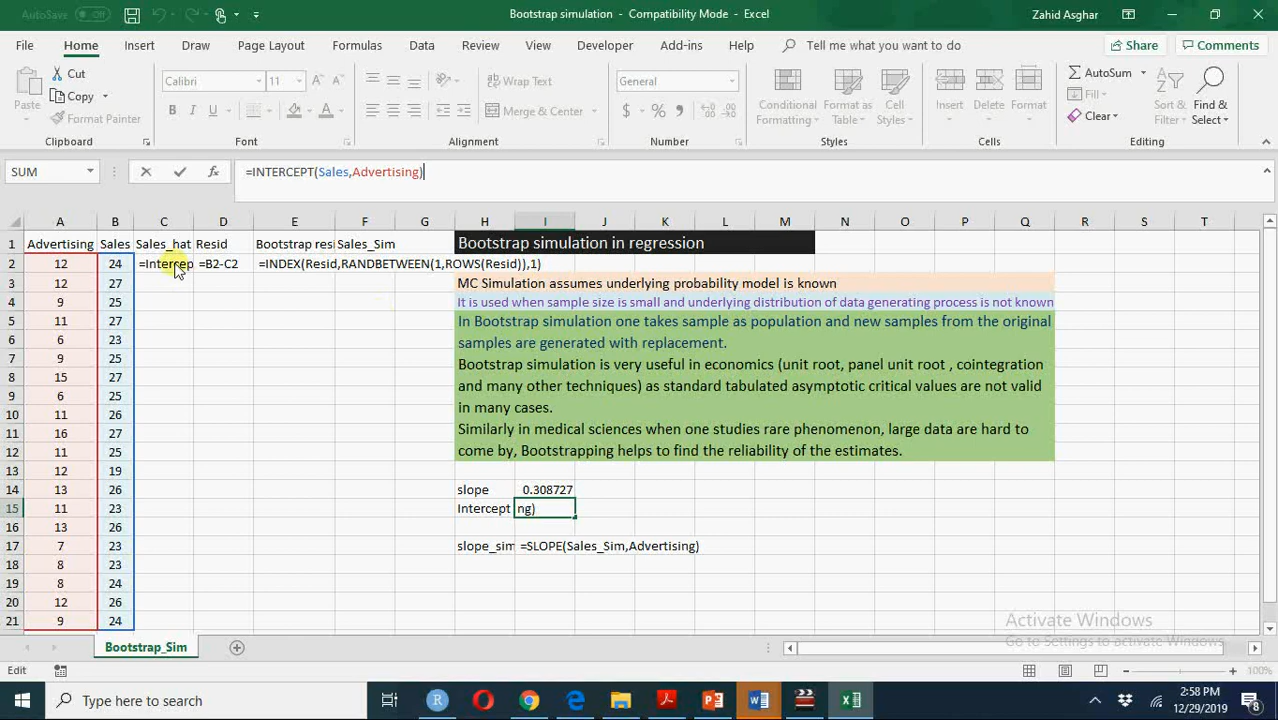 AutoSave Off
Bootstrap simulation - Compatibility Mode - Excel
Zahid Asghar
File Home Insert Draw Page Layout Formulas Data Review View Developer Add-ins Help Tell me what you want to do Share Comments
Cut
Copy
Format Painter
Paste
Clipboard
Calibri 11
B I U
Font
Wrap Text
Merge & Center
Alignment
General
$ % ,
Number
Conditional Formatting
Format as Table
Cell Styles
Styles
Insert Delete Format
Cells
AutoSum
Fill
Clear
Sort & Filter
Find & Select
Editing
SUM
fx
=INTERCEPT(Sales,Advertising)
A B C D E F G H I J K L M N O P Q R S T
1 Advertising Sales Sales_hat Resid Bootstrap resi Sales_Sim Bootstrap simulation in regression
2 12 24 =Intercep =B2-C2 =INDEX(Resid,RANDBETWEEN(1,ROWS(Resid)),1)
3 12 27 MC Simulation assumes underlying probability model is known
4 9 25 It is used when sample size is small and underlying distribution of data generating process is not known
5 11 27 In Bootstrap simulation one takes sample as population and new samples from the original
6 6 23 samples are generated with replacement.
7 9 25 Bootstrap simulation is very useful in economics (unit root, panel unit root , cointegration
8 15 27 and many other techniques) as standard tabulated asymptotic critical values are not valid
9 6 25 in many cases.
10 11 26
11 16 27 Similarly in medical sciences when one studies rare phenomenon, large data are hard to
12 11 25 come by, Bootstrapping helps to find the reliability of the estimates.
13 12 19
14 13 26 slope 0.308727
15 11 23 Intercept ng)
16 13 26
17 7 23 slope_sim =SLOPE(Sales_Sim,Advertising)
18 8 23
19 8 24
20 12 26
21 9 24
Activate Windows
Go to Settings to activate Windows.
Bootstrap_Sim
Edit
100%
Type here to search
2:58 PM
12/29/2019
8